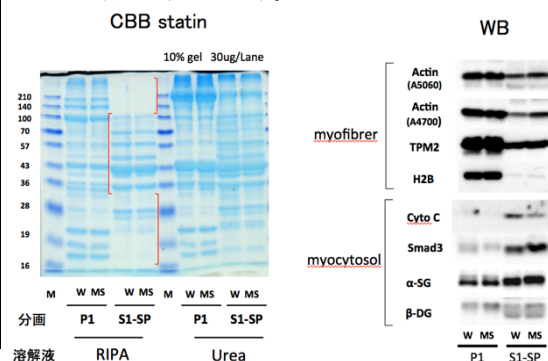 CBB statin
WB
10% gel 30ug/Lane
210
140
100
70
57
43
36
28
19
16
M W MS W MS M W MS W MS
分画 P1 S1-SP P1 S1-SP
溶解液 RIPA Urea
myofibrer
Actin
(A5060)
Actin
(A4700)
TPM2
H2B
myocytosol
Cyto C
Smad3
α-SG
β-DG
W MS W MS
P1 S1-SP